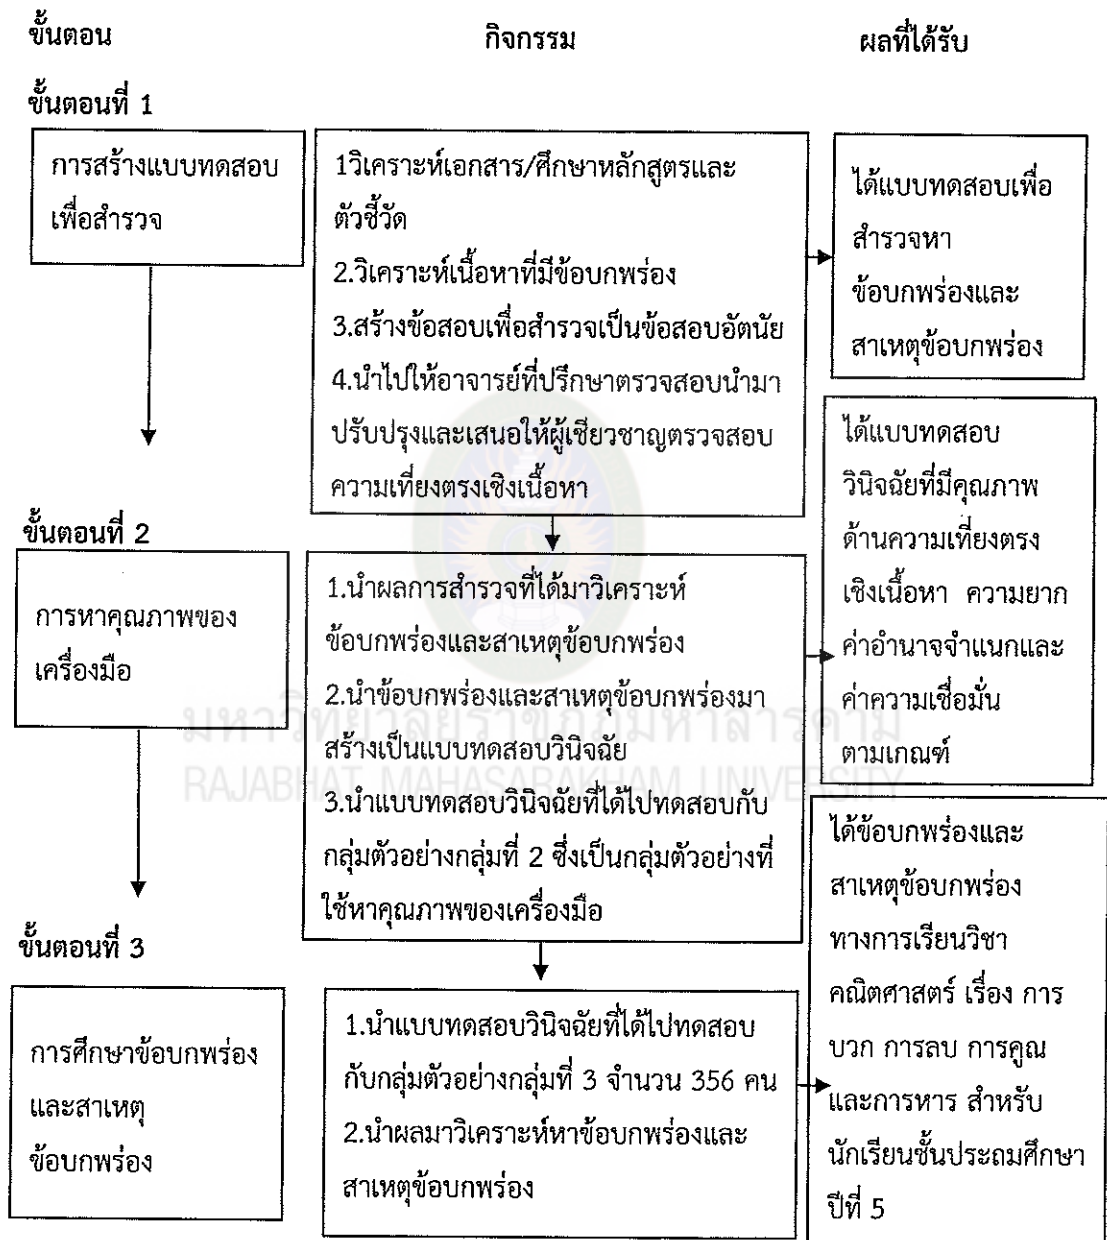 ขั้นตอน กิจกรรม ผลที่ได้รับ
ขั้นตอนที่ 1
การสร้างแบบทดสอบ
เพื่อสำรวจ
1วิเคราะห์เอกสาร/ศึกษาหลักสูตรและ
ตัวชี้วัด
2.วิเคราะห์เนื้อหาที่มีข้อบกพร่อง
3.สร้างข้อสอบเพื่อสำรวจเป็นข้อสอบอัตนัย
4.นำไปให้อาจารย์ที่ปรึกษาตรวจสอบนำมา
ปรับปรุงและเสนอให้ผู้เชี่ยวชาญตรวจสอบ
ความเที่ยงตรงเชิงเนื้อหา
ได้แบบทดสอบเพื่อ
สำรวจหา
ข้อบกพร่องและ
สาเหตุข้อบกพร่อง
ขั้นตอนที่ 2
การหาคุณภาพของ
เครื่องมือ
1.นำผลการสำรวจที่ได้มาวิเคราะห์
ข้อบกพร่องและสาเหตุข้อบกพร่อง
2.นำข้อบกพร่องและสาเหตุข้อบกพร่องมา
สร้างเป็นแบบทดสอบวินิจฉัย
3.นำแบบทดสอบวินิจฉัยที่ได้ไปทดสอบกับ
กลุ่มตัวอย่างกลุ่มที่ 2 ซึ่งเป็นกลุ่มตัวอย่างที่
ใช้หาคุณภาพของเครื่องมือ
ได้แบบทดสอบ
วินิจฉัยที่มีคุณภาพ
ด้านความเที่ยงตรง
เชิงเนื้อหา ความยาก
ค่าอำนาจจำแนกและ
ค่าความเชื่อมั่น
ตามเกณฑ์
มหาวิทยาลัยราชภัฏมหาสารคาม
RAJABHAT MAHASARAKHAM UNIVERSITY
ขั้นตอนที่ 3
การศึกษาข้อบกพร่อง
และสาเหตุ
ข้อบกพร่อง
1.นำแบบทดสอบวินิจฉัยที่ได้ไปทดสอบ
กับกลุ่มตัวอย่างกลุ่มที่ 3 จำนวน 356 คน
2.นำผลมาวิเคราะห์หาข้อบกพร่องและ
สาเหตุข้อบกพร่อง
ได้ข้อบกพร่องและ
สาเหตุข้อบกพร่อง
ทางการเรียนวิชา
คณิตศาสตร์ เรื่อง การ
บวก การลบ การคูณ
และการหาร สำหรับ
นักเรียนชั้นประถมศึกษา
ปีที่ 5